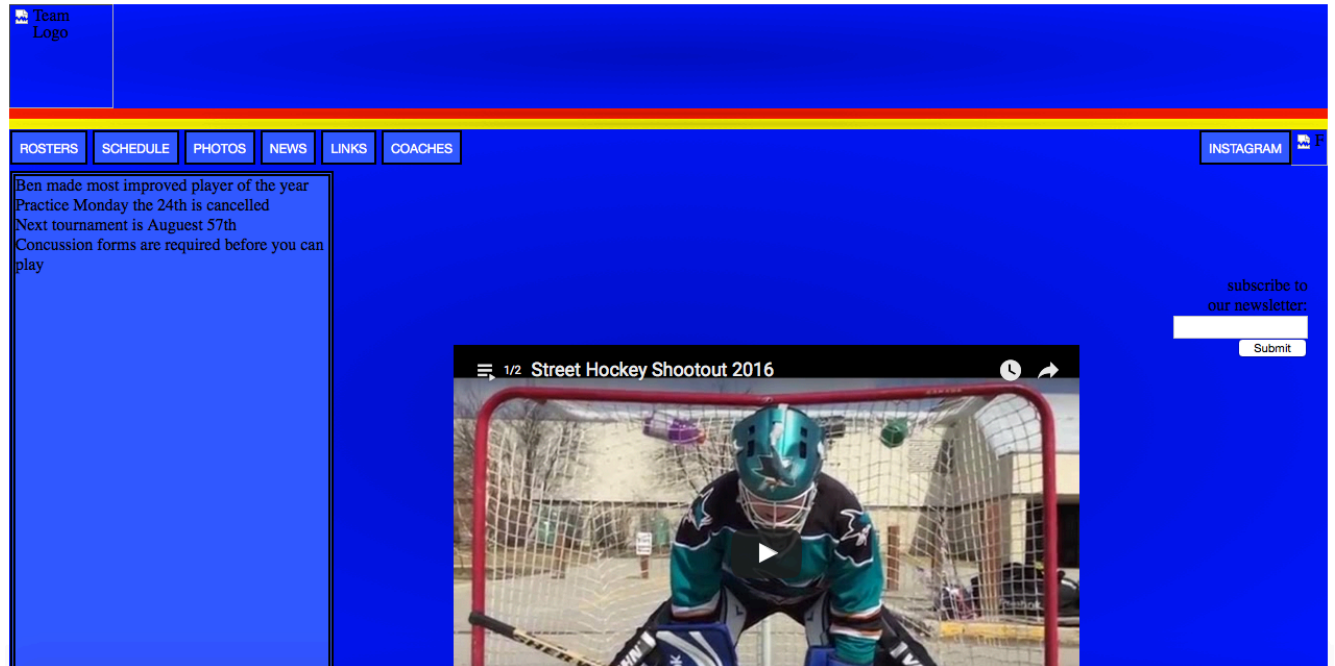 Team
Logo
ROSTERS SCHEDULE PHOTOS NEWS LINKS COACHES INSTAGRAM F
Ben made most improved player of the year
Practice Monday the 24th is cancelled
Next tournament is Auguest 57th
Concussion forms are required before you can
play
subscribe to
our newsletter:
Submit
1/2 Street Hockey Shootout 2016